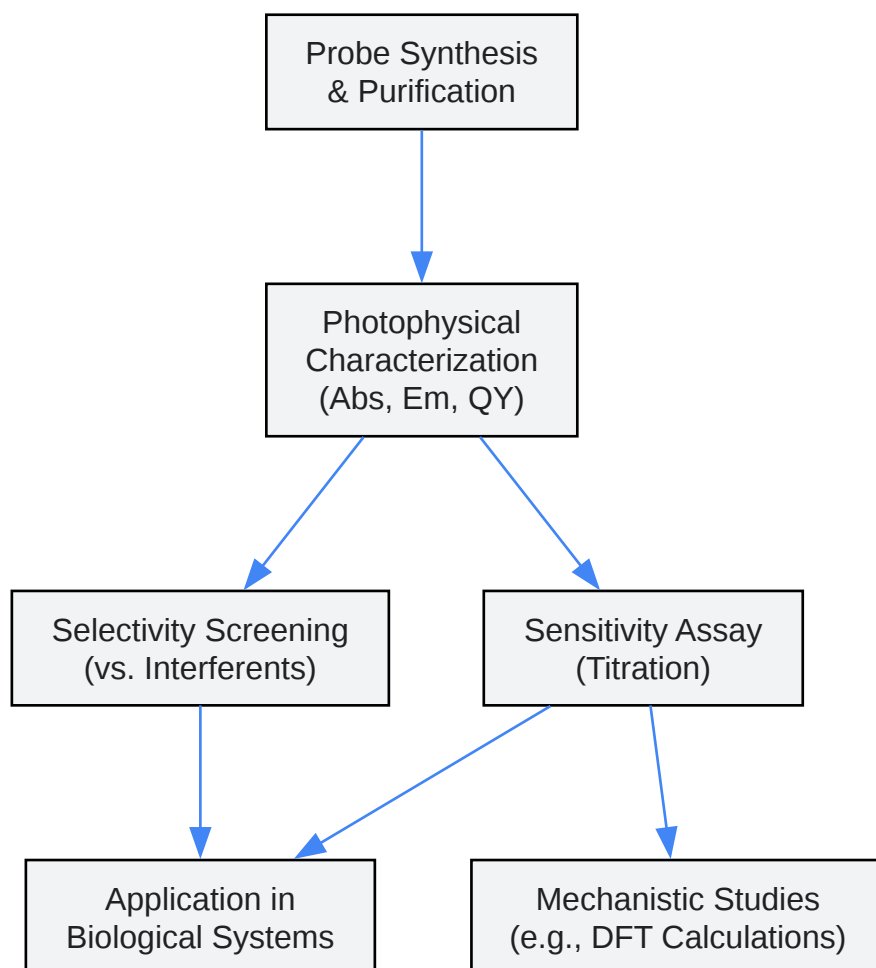 Probe Synthesis
& Purification
Photophysical
Characterization
(Abs, Em, QY)
Selectivity Screening
(vs. Interferents)
Sensitivity Assay
(Titration)
Application in
Biological Systems
Mechanistic Studies
(e.g., DFT Calculations)